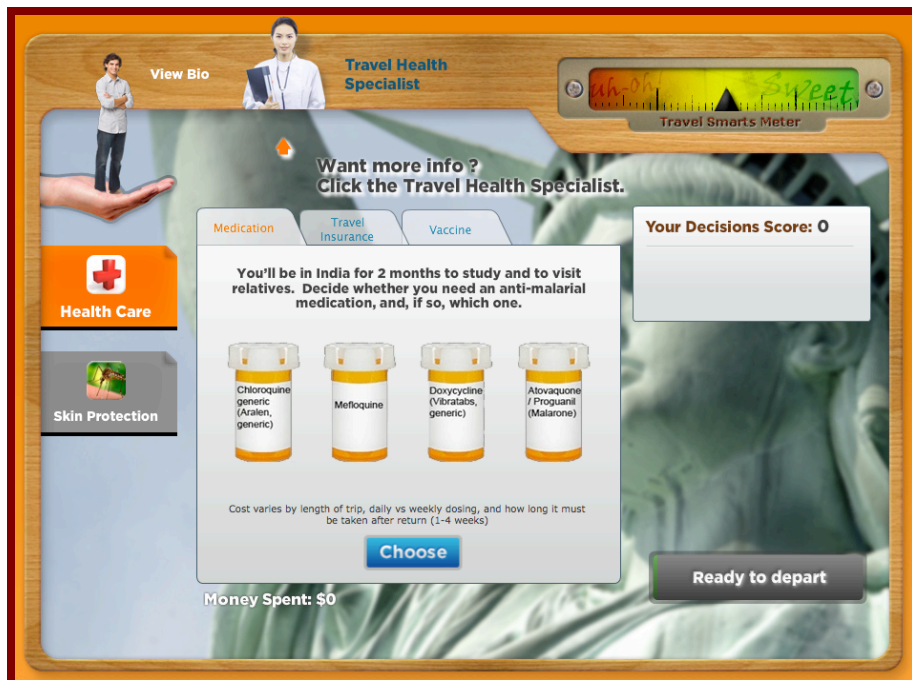 View Bio
Travel Health
Specialist
uh-oh!
$Sweet
Travel Smarts Meter
Want more info ?
Click the Travel Health Specialist.
Medication
Travel
Insurance
Vaccine
Your Decisions Score: 0
You'll be in India for 2 months to study and to visit
relatives.  Decide whether you need an anti-malarial
medication, and, if so, which one.
Health Care
Skin Protection
Chloroquine
generic
(Aralen,
generic)
Mefloquine
Doxycycline
(Vibratabs,
generic)
Atovaquone
/ Proguanil
(Malarone)
Cost varies by length of trip, daily vs weekly dosing, and how long it must
be taken after return (1-4 weeks)
Choose
Ready to depart
Money Spent: $0